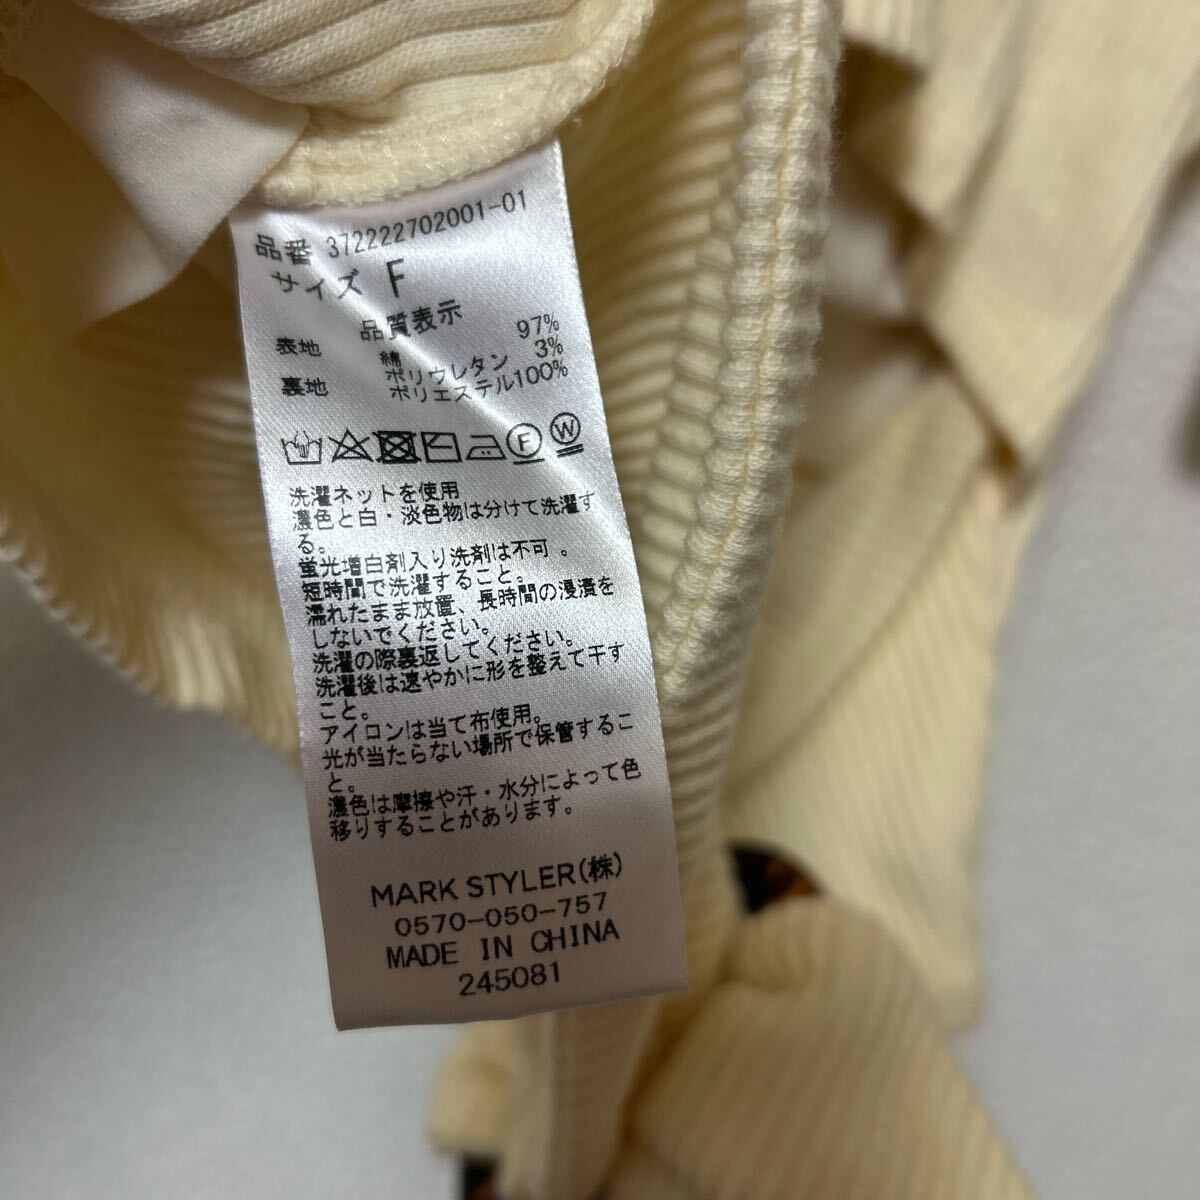 品番 372222702001-01
サイズ F
品質表示
表地 綿 97%
ポリウレタン 3%
裏地 ポリエステル100%
F W
洗濯ネットを使用
濃色と白・淡色物は分けて洗濯す
る。
蛍光増白剤入り洗剤は不可。
短時間で洗濯すること。
濡れたまま放置、長時間の浸漬を
しないでください。
洗濯の際裏返してください。
洗濯後は速やかに形を整えて干す
こと。
アイロンは当て布使用。
光が当たらない場所で保管するこ
と。
濃色は摩擦や汗・水分によって色
移りすることがあります。
MARK STYLER(株)
0570-050-757
MADE IN CHINA
245081